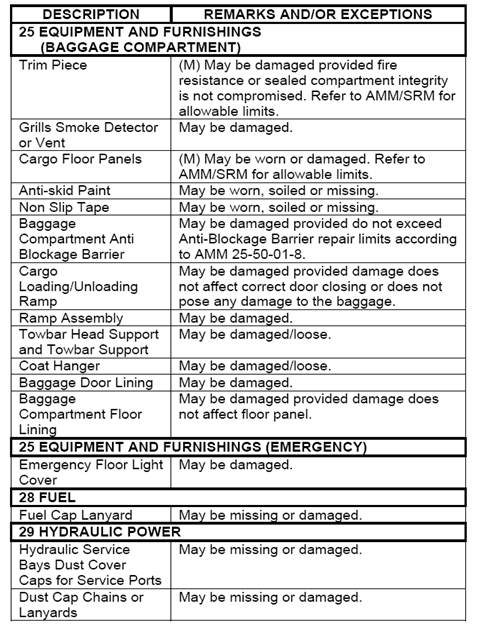 DESCRIPTION REMARKS AND/OR EXCEPTIONS
25 EQUIPMENT AND FURNISHINGS
(BAGGAGE COMPARTMENT)
Trim Piece (M) May be damaged provided fire
resistance or sealed compartment integrity
is not compromised. Refer to AMM/SRM for
allowable limits.
Grills Smoke Detector May be damaged.
or Vent
Cargo Floor Panels (M) May be worn or damaged. Refer to
AMM/SRM for allowable limits.
Anti-skid Paint May be worn, soiled or missing.
Non Slip Tape May be worn, soiled or missing.
Baggage May be damaged provided do not exceed
Compartment Anti Anti-Blockage Barrier repair limits according
Blockage Barrier to AMM 25-50-01-8.
Cargo May be damaged provided damage does
Loading/Unloading not affect correct door closing or does not
Ramp pose any damage to the baggage.
Ramp Assembly May be damaged.
Towbar Head Support May be damaged/loose.
and Towbar Support
Coat Hanger May be damaged/loose.
Baggage Door Lining May be damaged.
Baggage May be damaged provided damage does
Compartment Floor not affect floor panel.
Lining
25 EQUIPMENT AND FURNISHINGS (EMERGENCY)
Emergency Floor Light May be damaged.
Cover
28 FUEL
Fuel Cap Lanyard May be missing or damaged.
29 HYDRAULIC POWER
Hydraulic Service May be missing or damaged.
Bays Dust Cover
Caps for Service Ports
Dust Cap Chains or May be missing or damaged.
Lanyards